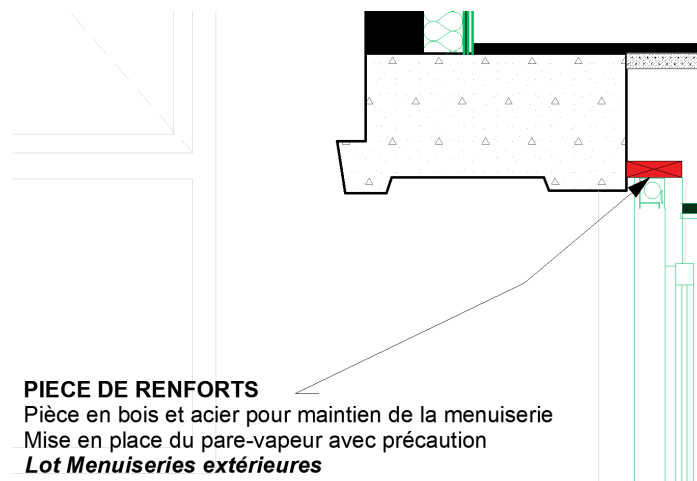 PIECE DE RENFORTS
Pièce en bois et acier pour maintien de la menuiserie
Mise en place du pare-vapeur avec précaution
Lot Menuiseries extérieures